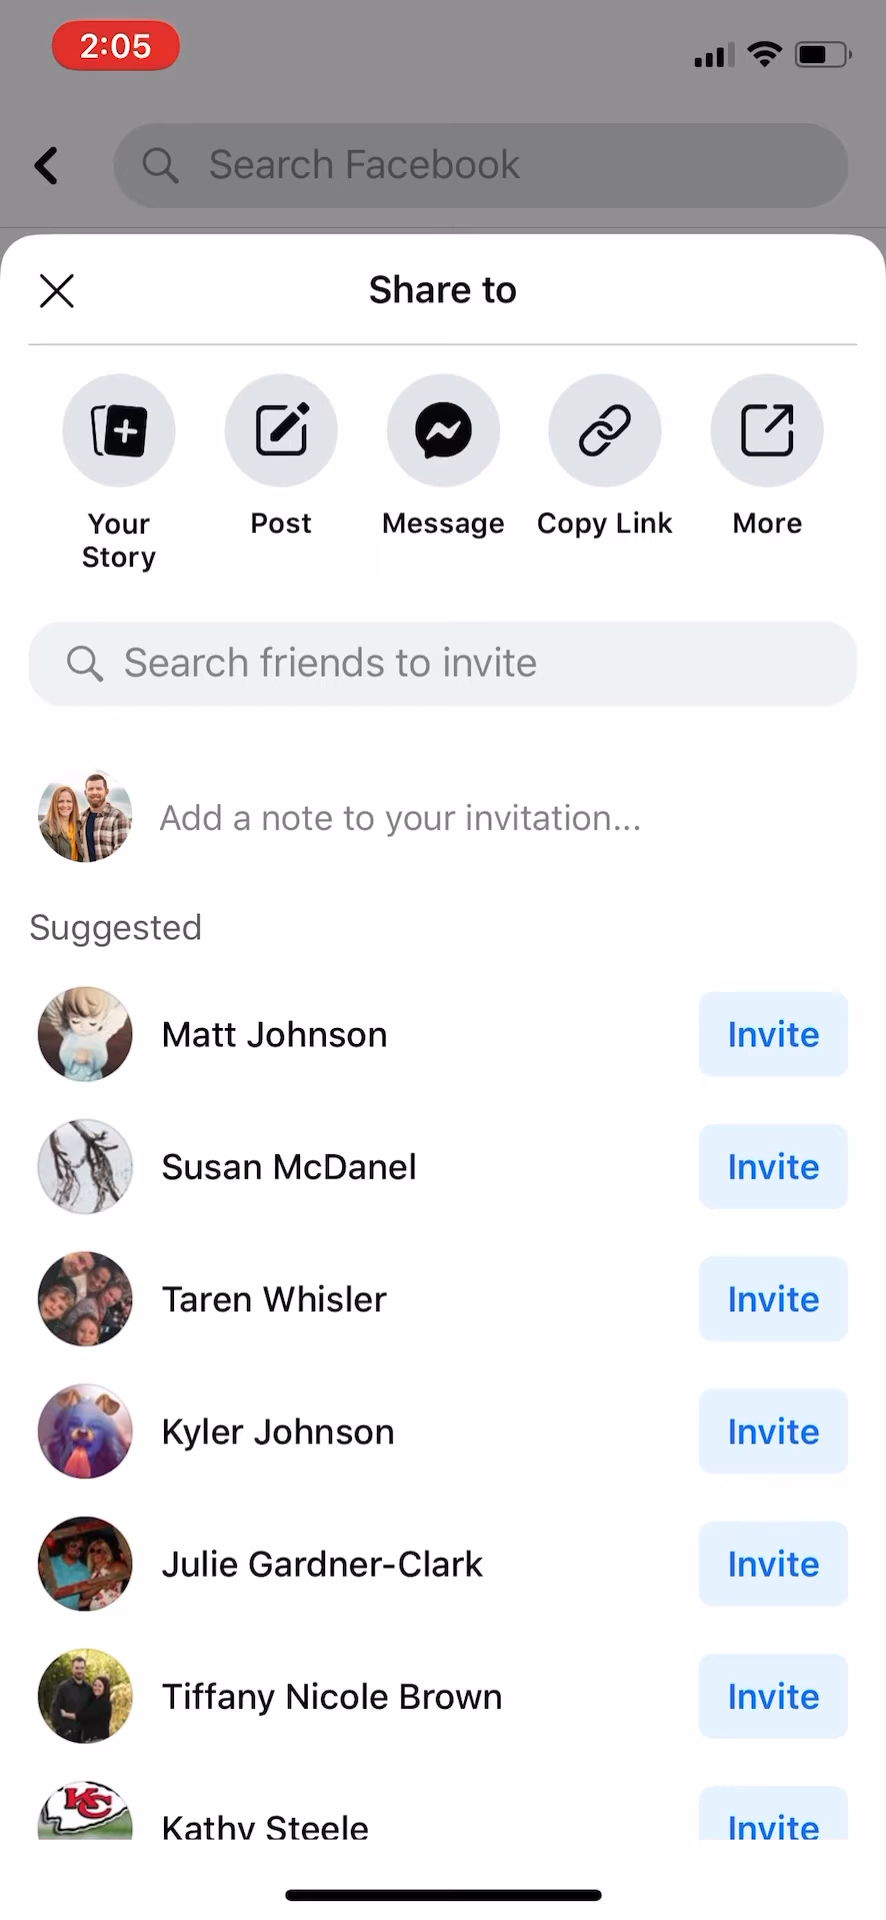 2:05
Search Facebook
Share to
Your
Story
Post
Message
Copy Link
More
Search friends to invite
Add a note to your invitation...
Suggested
Matt Johnson
Invite
Susan McDanel
Invite
Taren Whisler
Invite
Kyler Johnson
Invite
Julie Gardner-Clark
Invite
Tiffany Nicole Brown
Invite
KC
Kathy Steele
Invite